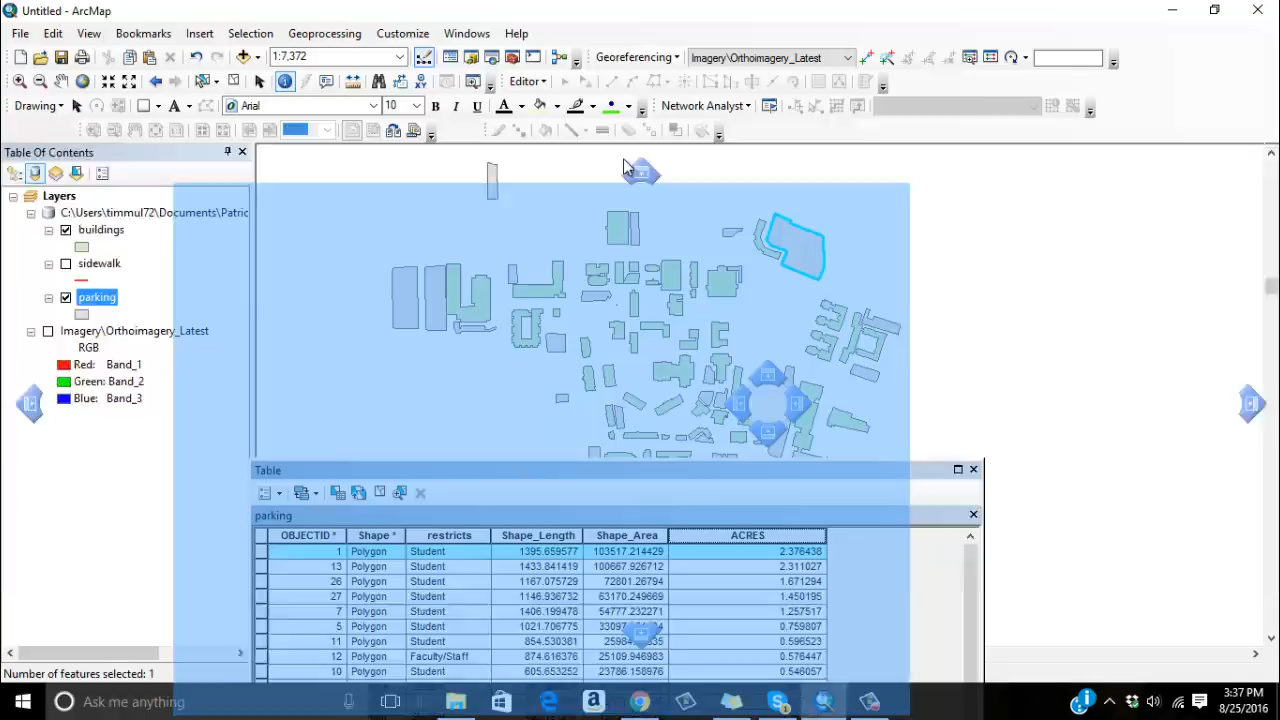 Untitled - ArcMap
File Edit View Bookmarks Insert Selection Geoprocessing Customize Windows Help
1:7,372 Georeferencing Imagery\Orthoimagery_Latest
Editor
Drawing A Arial 10 B I U A Network Analyst
Table Of Contents
Layers
C:\Users\timmul72\Documents\Patric
buildings
sidewalk
parking
Imagery\Orthoimagery_Latest
RGB
Red: Band_1
Green: Band_2
Blue: Band_3
Table
parking
OBJECTID * Shape * restricts Shape_Length Shape_Area ACRES
1 Polygon Student 1395.659577 103517.214429 2.376438
13 Polygon Student 1433.841419 100667.926712 2.311027
26 Polygon Student 1167.075729 72801.26794 1.671294
27 Polygon Student 1146.936732 63170.249669 1.450195
7 Polygon Student 1406.199478 54777.232271 1.257517
5 Polygon Student 1021.706775 0.759807
11 Polygon Student 854.530381 0.596523
12 Polygon Faculty/Staff 874.616376 25109.946983 0.576447
10 Polygon Student 605.653252 23786.158976 0.546057
Number of features selected: 1
Ask me anything
3:37 PM
8/25/2016